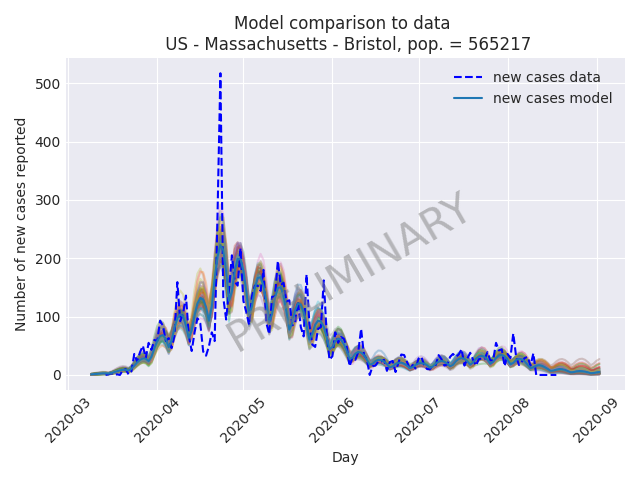 Model comparison to data
US - Massachusetts - Bristol, pop. = 565217
new cases data
new cases model
Number of new cases reported
500
400
300
200
100
0
PRELIMINARY
2020-03
2020-04
2020-05
2020-06
2020-07
2020-08
2020-09
Day